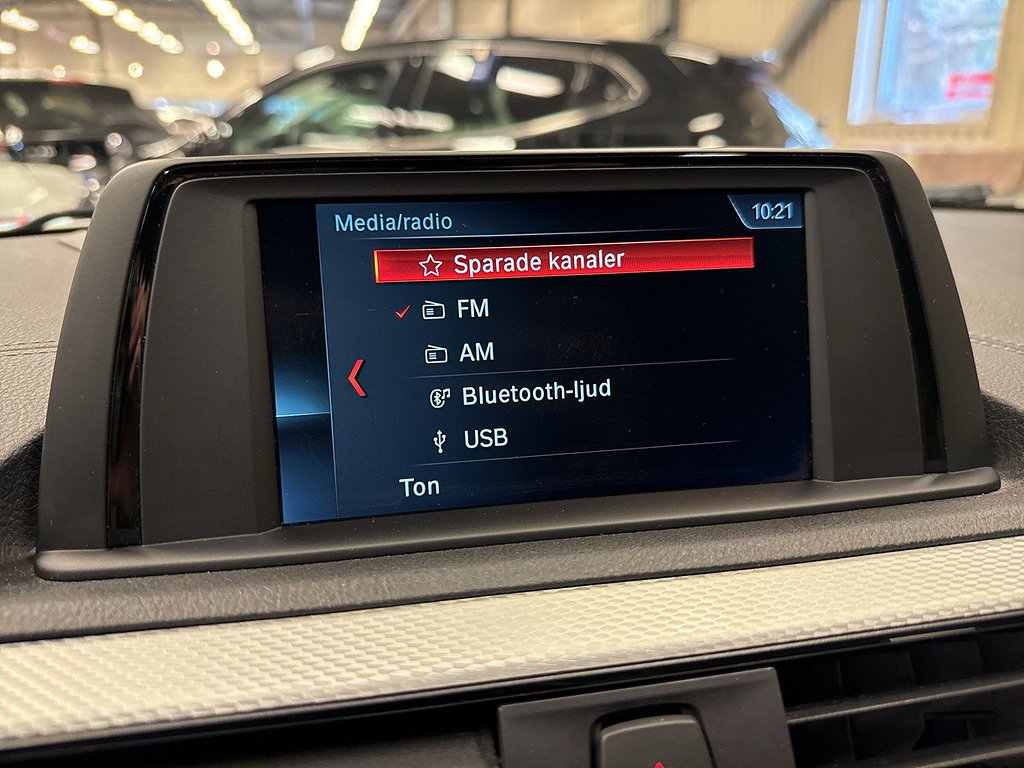 Media/radio
10:21
Sparade kanaler
FM
AM
Bluetooth-ljud
USB
Ton